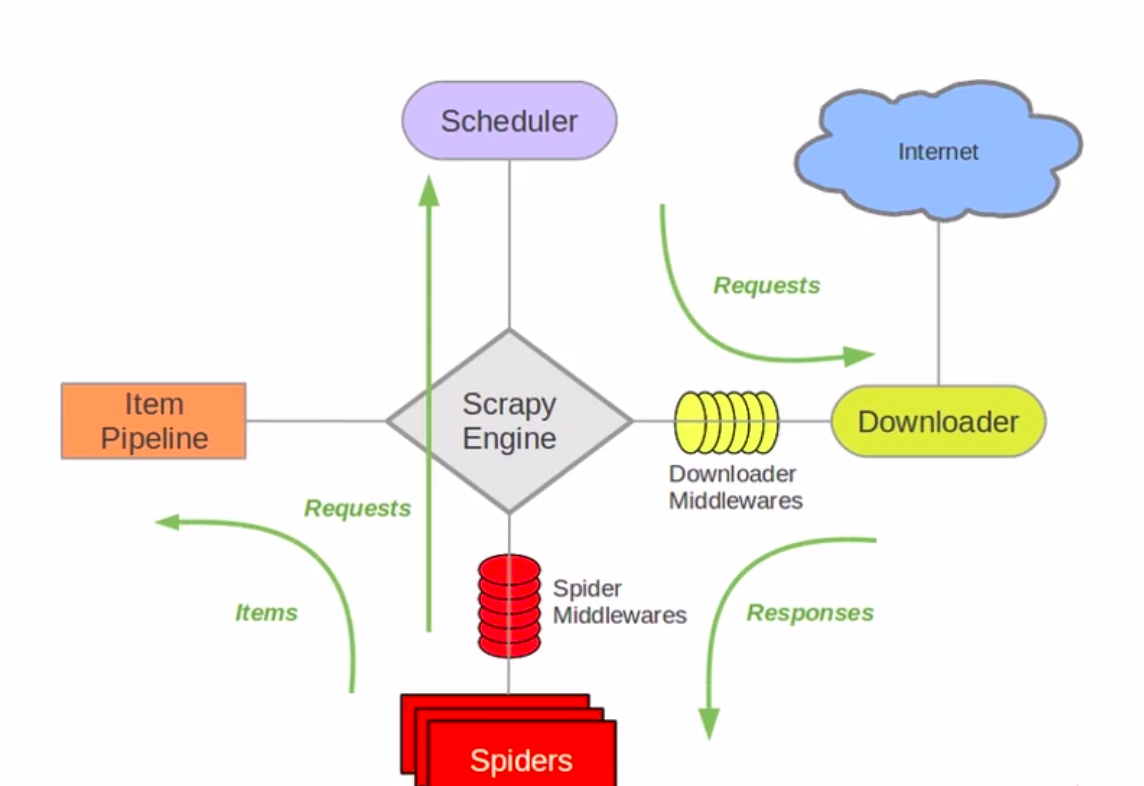 Scheduler
Internet
Requests
Item
Pipeline
Scrapy
Engine
Downloader
Downloader
Middlewares
Requests
Items
Spider
Middlewares
Responses
Spiders